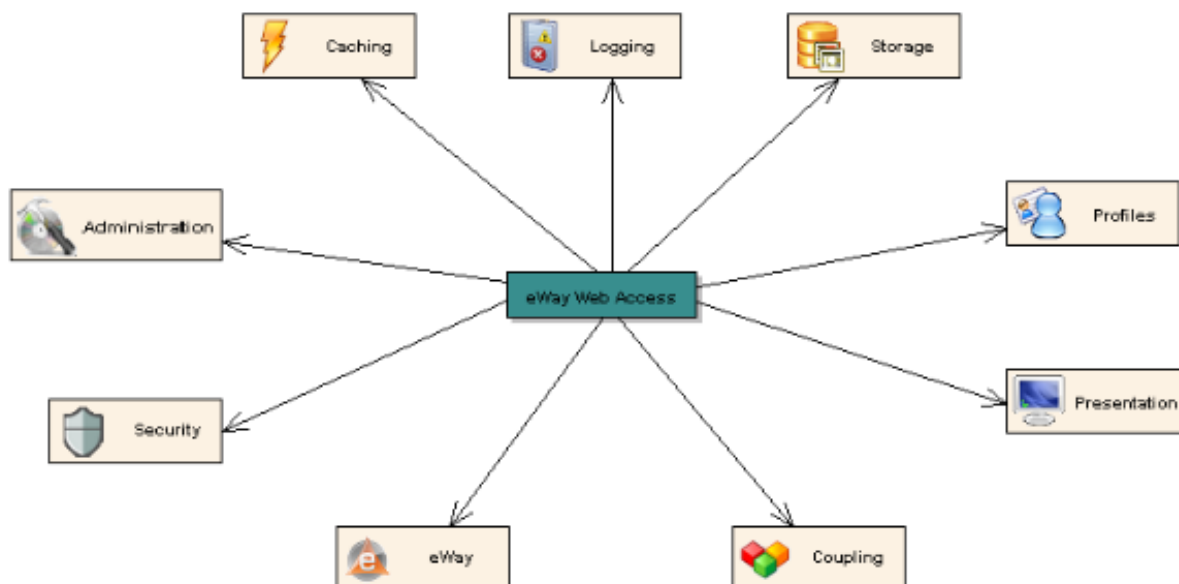 Caching
Logging
Storage
Administration
Profiles
eWay Web Access
Security
Presentation
e eWay
Coupling